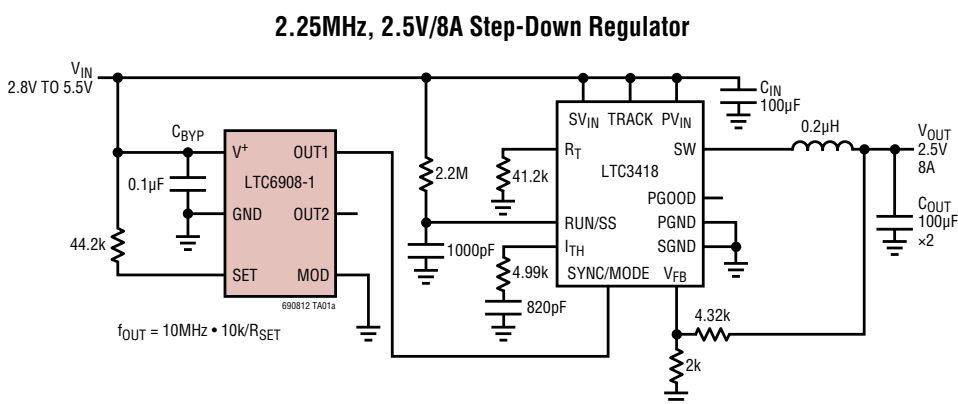 2.25MHz, 2.5V/8A Step-Down Regulator
VIN
2.8V TO 5.5V
CBYP
0.1µF
44.2k
V+
OUT1
LTC6908-1
GND
OUT2
SET
MOD
690812 TA01a
fOUT = 10MHz • 10k/RSET
2.2M
1000pF
41.2k
4.99k
820pF
SVIN
TRACK
PVIN
RT
SW
LTC3418
PGOOD
RUN/SS
PGND
ITH
SGND
SYNC/MODE
VFB
CIN
100µF
0.2µH
VOUT
2.5V
8A
COUT
100µF
×2
4.32k
2k